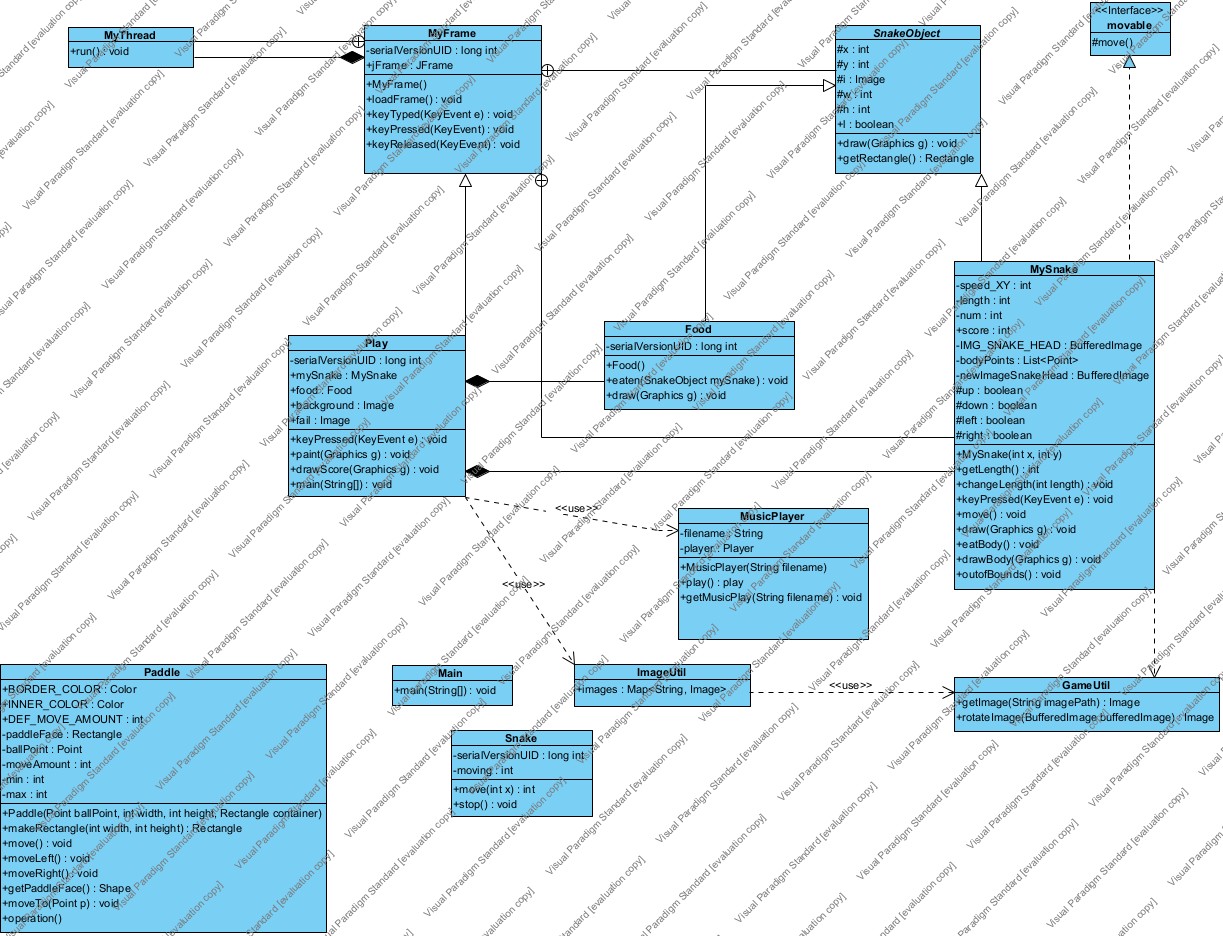 MyThread
+run() : void
MyFrame
-serialVersionUID : long int
+jFrame : JFrame
+MyFrame()
+loadFrame() : void
+keyTyped(KeyEvent e) : void
+keyPressed(KeyEvent) : void
+keyReleased(KeyEvent) : void
SnakeObject
#x : int
#y : int
#i : Image
#w : int
#h : int
+l : boolean
+draw(Graphics g) : void
+getRectangle() : Rectangle
<<Interface>>
movable
#move()
MySnake
-speed_XY : int
-length : int
-num : int
+score : int
-IMG_SNAKE_HEAD : BufferedImage
-bodyPoints : List<Point>
-newImageSnakeHead : BufferedImage
#up : boolean
#down : boolean
#left : boolean
#right : boolean
+MySnake(int x, int y)
+getLength() : int
+changeLength(int length) : void
+keyPressed(KeyEvent e) : void
+move() : void
+draw(Graphics g) : void
+eatBody() : void
+drawBody(Graphics g) : void
+outofBounds() : void
Play
-serialVersionUID : long int
+mySnake : MySnake
+food : Food
+background : Image
+fail : Image
+keyPressed(KeyEvent e) : void
+paint(Graphics g) : void
+drawScore(Graphics g) : void
+main(String[]) : void
Food
-serialVersionUID : long int
+Food()
+eaten(SnakeObject mySnake) : void
+draw(Graphics g) : void
<<use>>
MusicPlayer
-filename : String
-player : Player
+MusicPlayer(String filename)
+play() : play
+getMusicPlay(String filename) : void
<<use>>
Paddle
+BORDER_COLOR : Color
+INNER_COLOR : Color
+DEF_MOVE_AMOUNT : int
-paddleFace : Rectangle
-ballPoint : Point
-moveAmount : int
-min : int
-max : int
+Paddle(Point ballPoint, int width, int height, Rectangle container)
+makeRectangle(int width, int height) : Rectangle
+move() : void
+moveLeft() : void
+moveRight() : void
+getPaddleFace() : Shape
+moveTo(Point p) : void
+operation()
Main
+main(String[]) : void
ImageUtil
+images : Map<String, Image>
<<use>>
GameUtil
+getImage(String imagePath) : Image
+rotateImage(BufferedImage bufferedImage) : Image
Snake
-serialVersionUID : long int
-moving : int
+move(int x) : int
+stop() : void
Visual Paradigm Standard [evaluation copy]